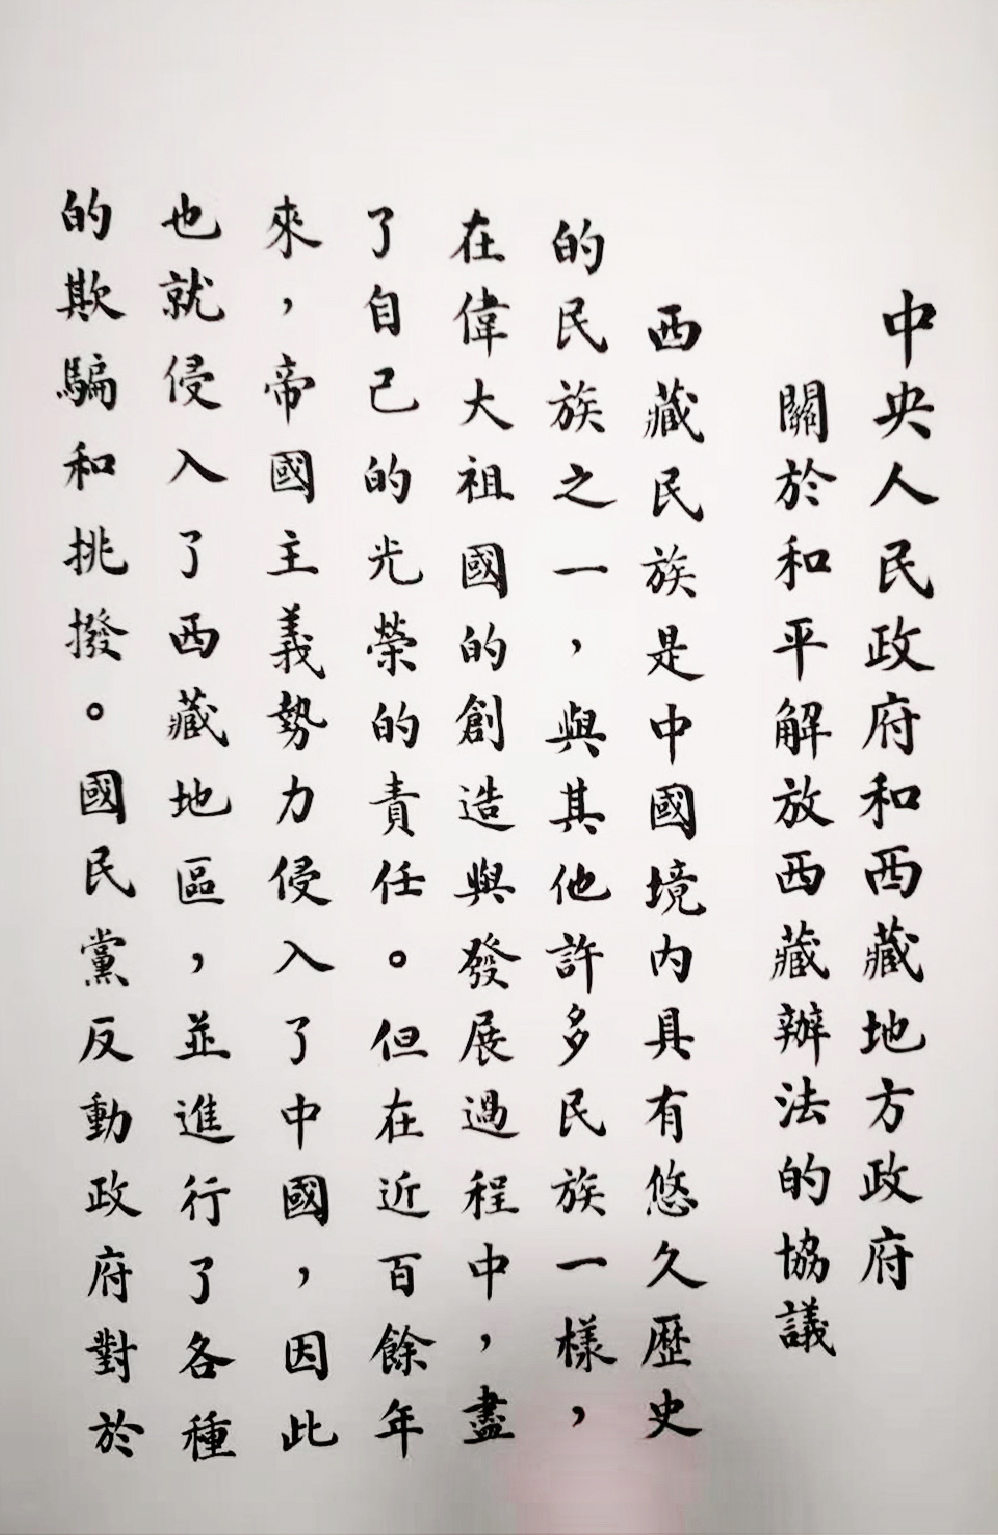 中央人民政府和西藏地方政府
關於和平解放西藏辦法的協議
西藏民族是中國境内具有悠久歷史
的民族之一，與其他許多民族一樣，
在偉大祖國的創造與發展過程中，盡
了自己的光榮的責任。但在近百餘年
來，帝國主義勢力侵入了中國，因此
也就侵入了西藏地區，並進行了各種
的欺騙和挑撥。國民黨反動政府對於